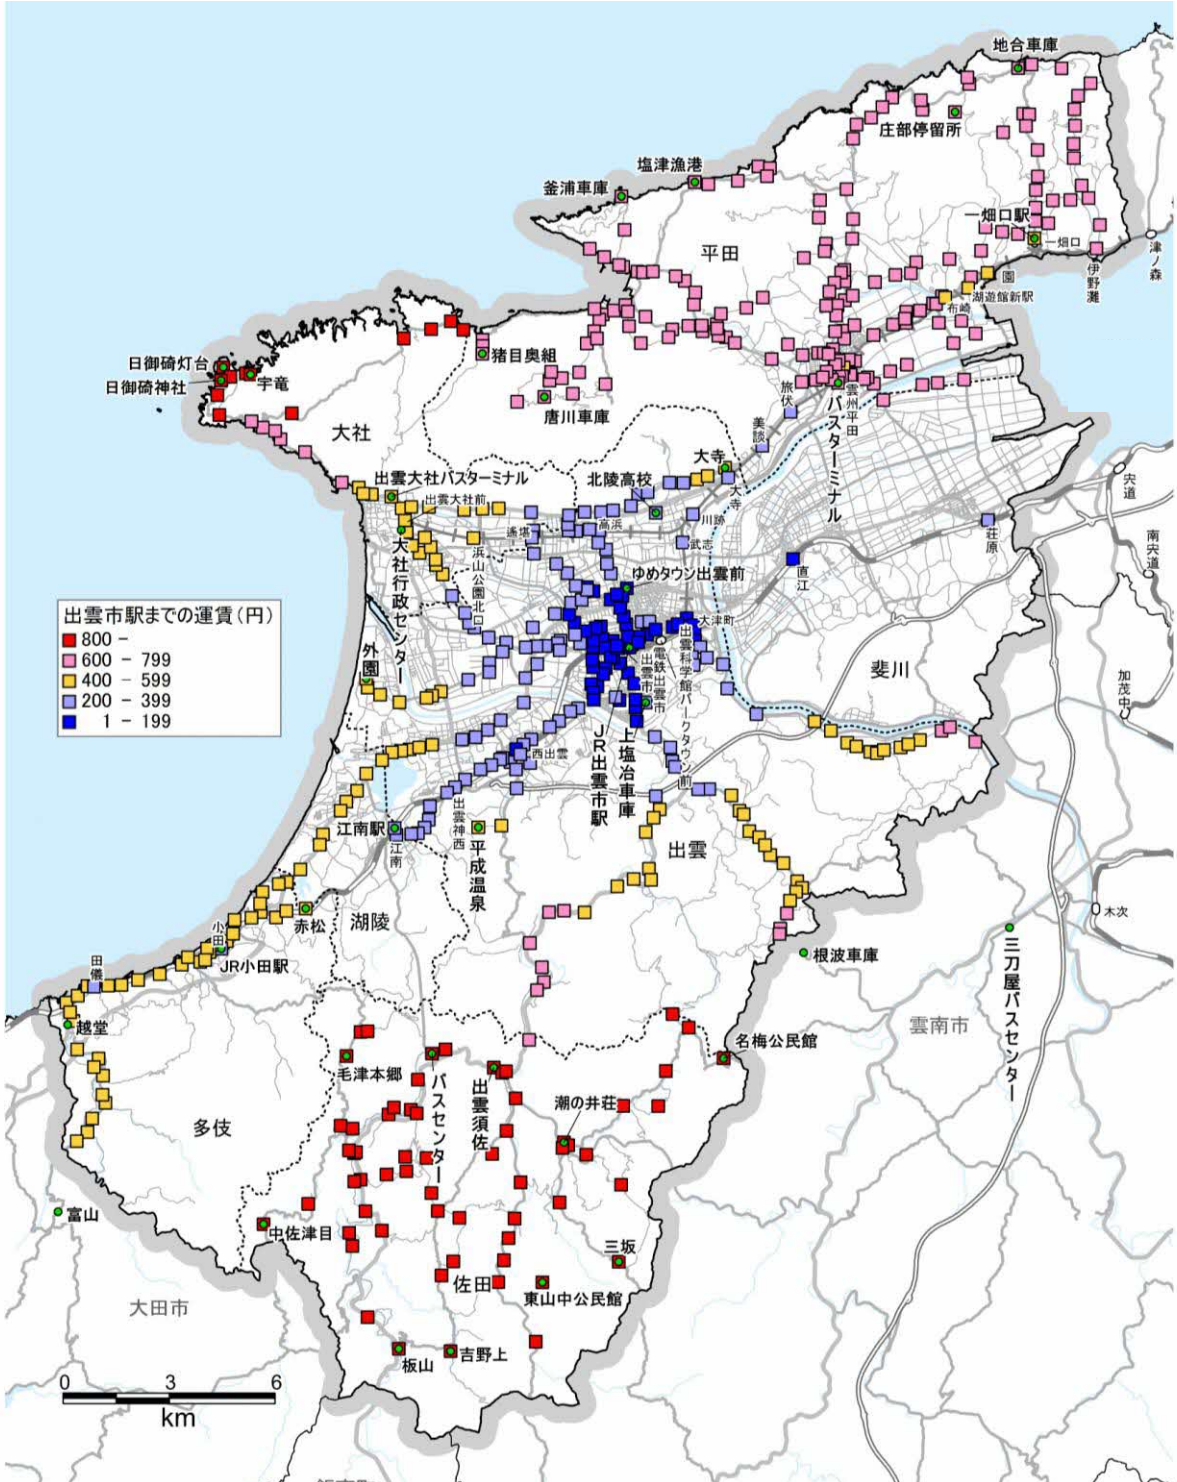 地合車庫
庄部停留所
塩津漁港
釜浦車庫
一畑口駅
一畑口
平田
園
伊野灘
津ノ森
湖遊館新駅
布崎
日御碕灯台
日御碕神社
宇竜
猪目奥組
唐川車庫
旅伏
雲州平田
バスターミナル
美談
大社
大寺
大寺
北陵高校
出雲大社バスターミナル
出雲大社前
遙堪
高浜
川跡
武志
宍道
荘原
南宍道
浜山公園北口
大社行政センター
ゆめタウン出雲前
直江
大津町
出雲市駅までの運賃(円)
800 -
600 - 799
400 - 599
200 - 399
1 - 199
外園
電鉄出雲市
出雲市
出雲科学館パークタウン前
斐川
加茂中
西出雲
JR出雲市駅
上塩冶車庫
江南駅
江南
出雲神西
平成温泉
出雲
赤松
湖陵
小田
JR小田駅
田儀
木次
根波車庫
三刀屋バスセンター
越堂
雲南市
名梅公民館
毛津本郷
バスセンター
出雲須佐
潮の井荘
多伎
富山
中佐津目
三坂
佐田
東山中公民館
大田市
板山
吉野上
0 3 6
km